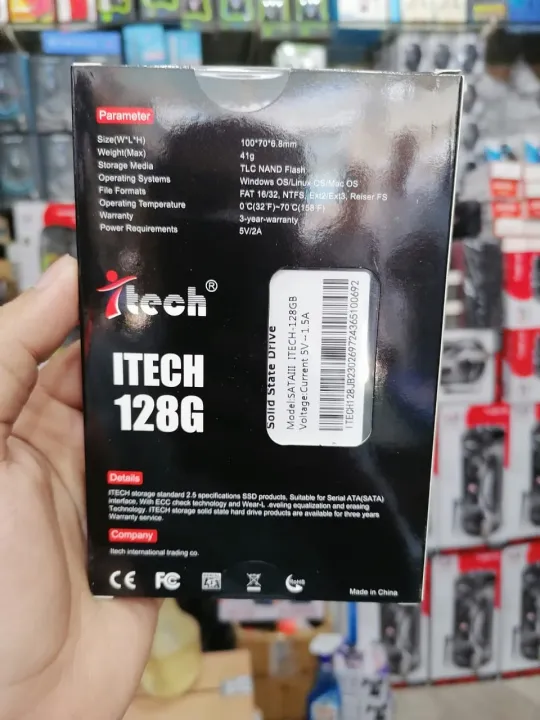 Parameter
Size(W*L*H) 100*70*6.8mm
Weight(Max) 41g
Storage Media TLC NAND Flash
Operating Systems Windows OS/Linux OS/Mac OS
File Formats FAT 16/32, NTFS, Ext2/Ext3, Reiser FS
Operating Temperature 0℃(32℉)~70℃(158℉)
Warranty 3-year-warranty
Power Requirements 5V/2A
itech®
ITECH
128G
Solid State Drive
Model:SATAIII ITECH-128GB
Voltage:Current 5V⎓1.5A
ITECH128JB2302697243651006​92
Details
ITECH storage standard 2.5 specifications SSD products. Suitable for Serial ATA(SATA)
interface. With ECC check technology and Wear-L .eveling equalization and erasing
Technology. ITECH storage solid state hard drive products are available for three years
Warranty service.
Company
Itech international trading co.
CE FC RoHS
Made in China